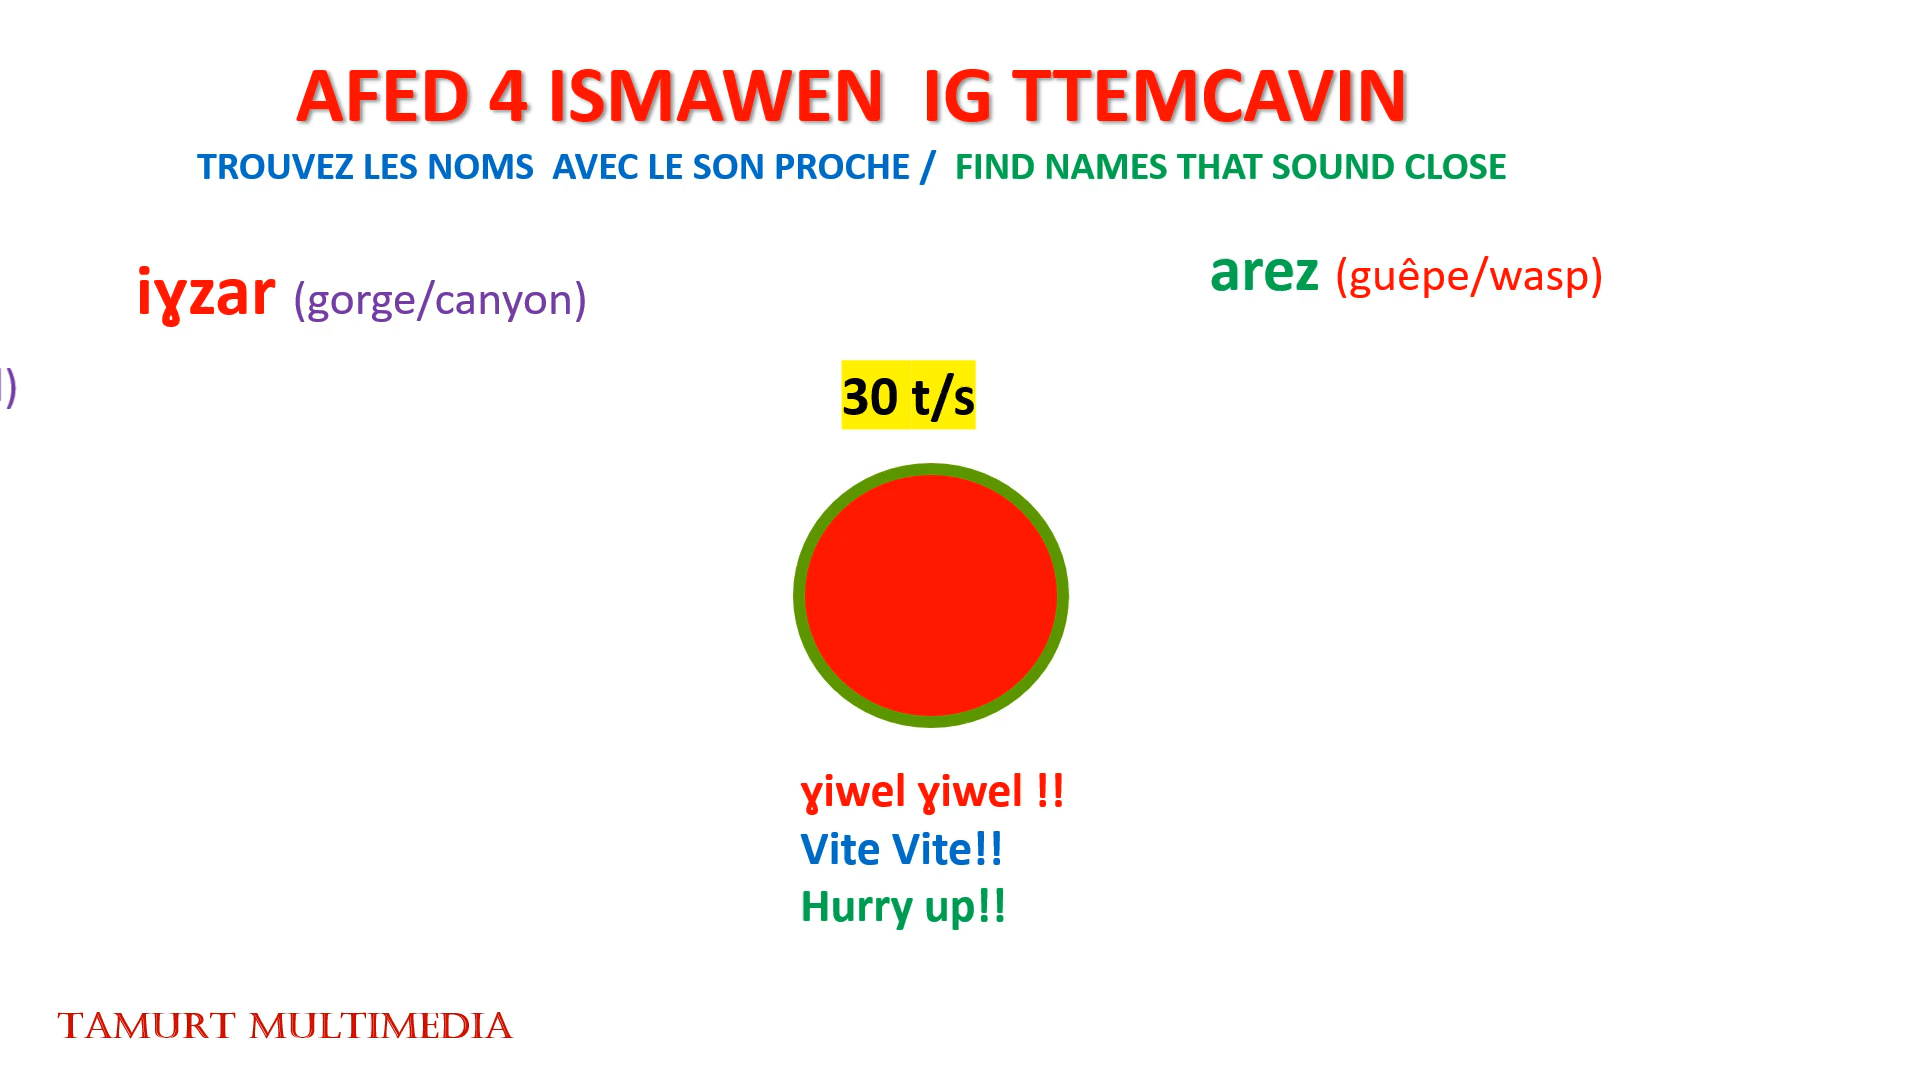 AFED 4 ISMAWEN IG TTEMCAVIN
TROUVEZ LES NOMS AVEC LE SON PROCHE / FIND NAMES THAT SOUND CLOSE
iɣzar (gorge/canyon)
arez (guêpe/wasp)
30 t/s
ɣiwel ɣiwel !!
Vite Vite!!
Hurry up!!
TAMURT MULTIMEDIA